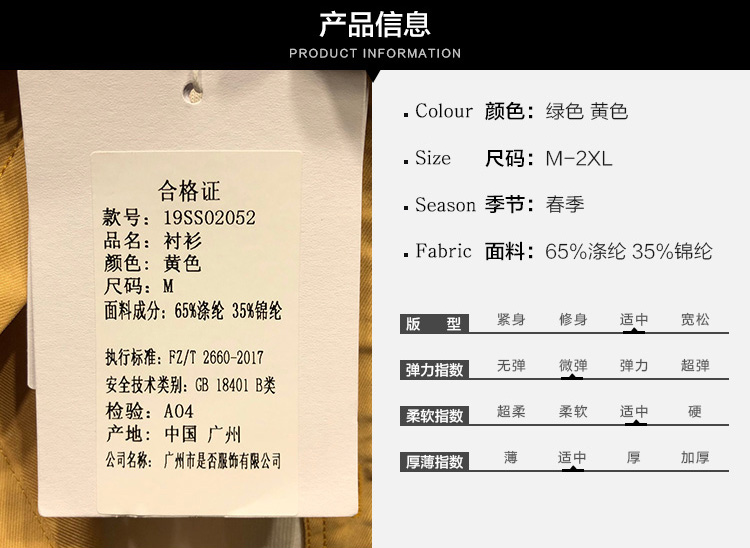 产品信息
PRODUCT INFORMATION
合格证
款号: 19SS02052
品名: 衬衫
颜色: 黄色
尺码: M
面料成分: 65%涤纶 35%锦纶
执行标准: FZ/T 2660-2017
安全技术类别: GB 18401 B类
检验: A04
产地: 中国 广州
公司名称: 广州市是否服饰有限公司
Colour 颜色: 绿色 黄色
Size 尺码: M-2XL
Season 季节: 春季
Fabric 面料: 65%涤纶 35%锦纶
版 型 紧身 修身 适中 宽松
弹力指数 无弹 微弹 弹力 超弹
柔软指数 超柔 柔软 适中 硬
厚薄指数 薄 适中 厚 加厚